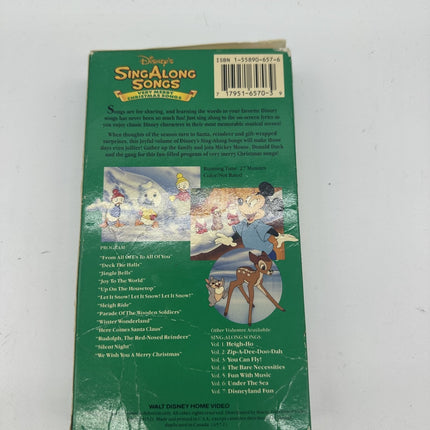 Disney's
SING ALONG
SONGS
VERY MERRY
CHRISTMAS SONGS
ISBN 1-55890-657-6
7 17951 6570 3 9
Songs are for sharing, and learning the words to your favorite Disney
songs has never been so much fun! Just sing along to the on-screen lyrics as
you enjoy classic Disney characters in their most memorable musical scenes!
When thoughts of the season turn to Santa, reindeer and gift-wrapped
surprises, this joyful volume of Disney's Sing-Along Songs will make those
days even jollier! Gather up the family and join Mickey Mouse, Donald Duck
and the gang for this fun-filled program of very merry Christmas songs!
Running Time: 27 Minutes
Color/Not Rated
PROGRAM
"From All Of Us To All Of You"
"Deck The Halls"
"Jingle Bells"
"Joy To The World"
"Up On The Housetop"
"Let It Snow! Let It Snow! Let It Snow!"
"Sleigh Ride"
"Parade Of The Wooden Soldiers"
"Winter Wonderland"
"Here Comes Santa Claus"
"Rudolph, The Red-Nosed Reindeer"
"Silent Night"
"We Wish You A Merry Christmas"
Other Volumes Available
SING-ALONG SONGS
Vol. 1 Heigh-Ho
Vol. 2 Zip-A-Dee-Doo-Dah
Vol. 3 You Can Fly!
Vol. 4 The Bare Necessities
Vol. 5 Fun With Music
Vol. 6 Under The Sea
Vol. 7 Fun
WALT DISNEY HOME VIDEO